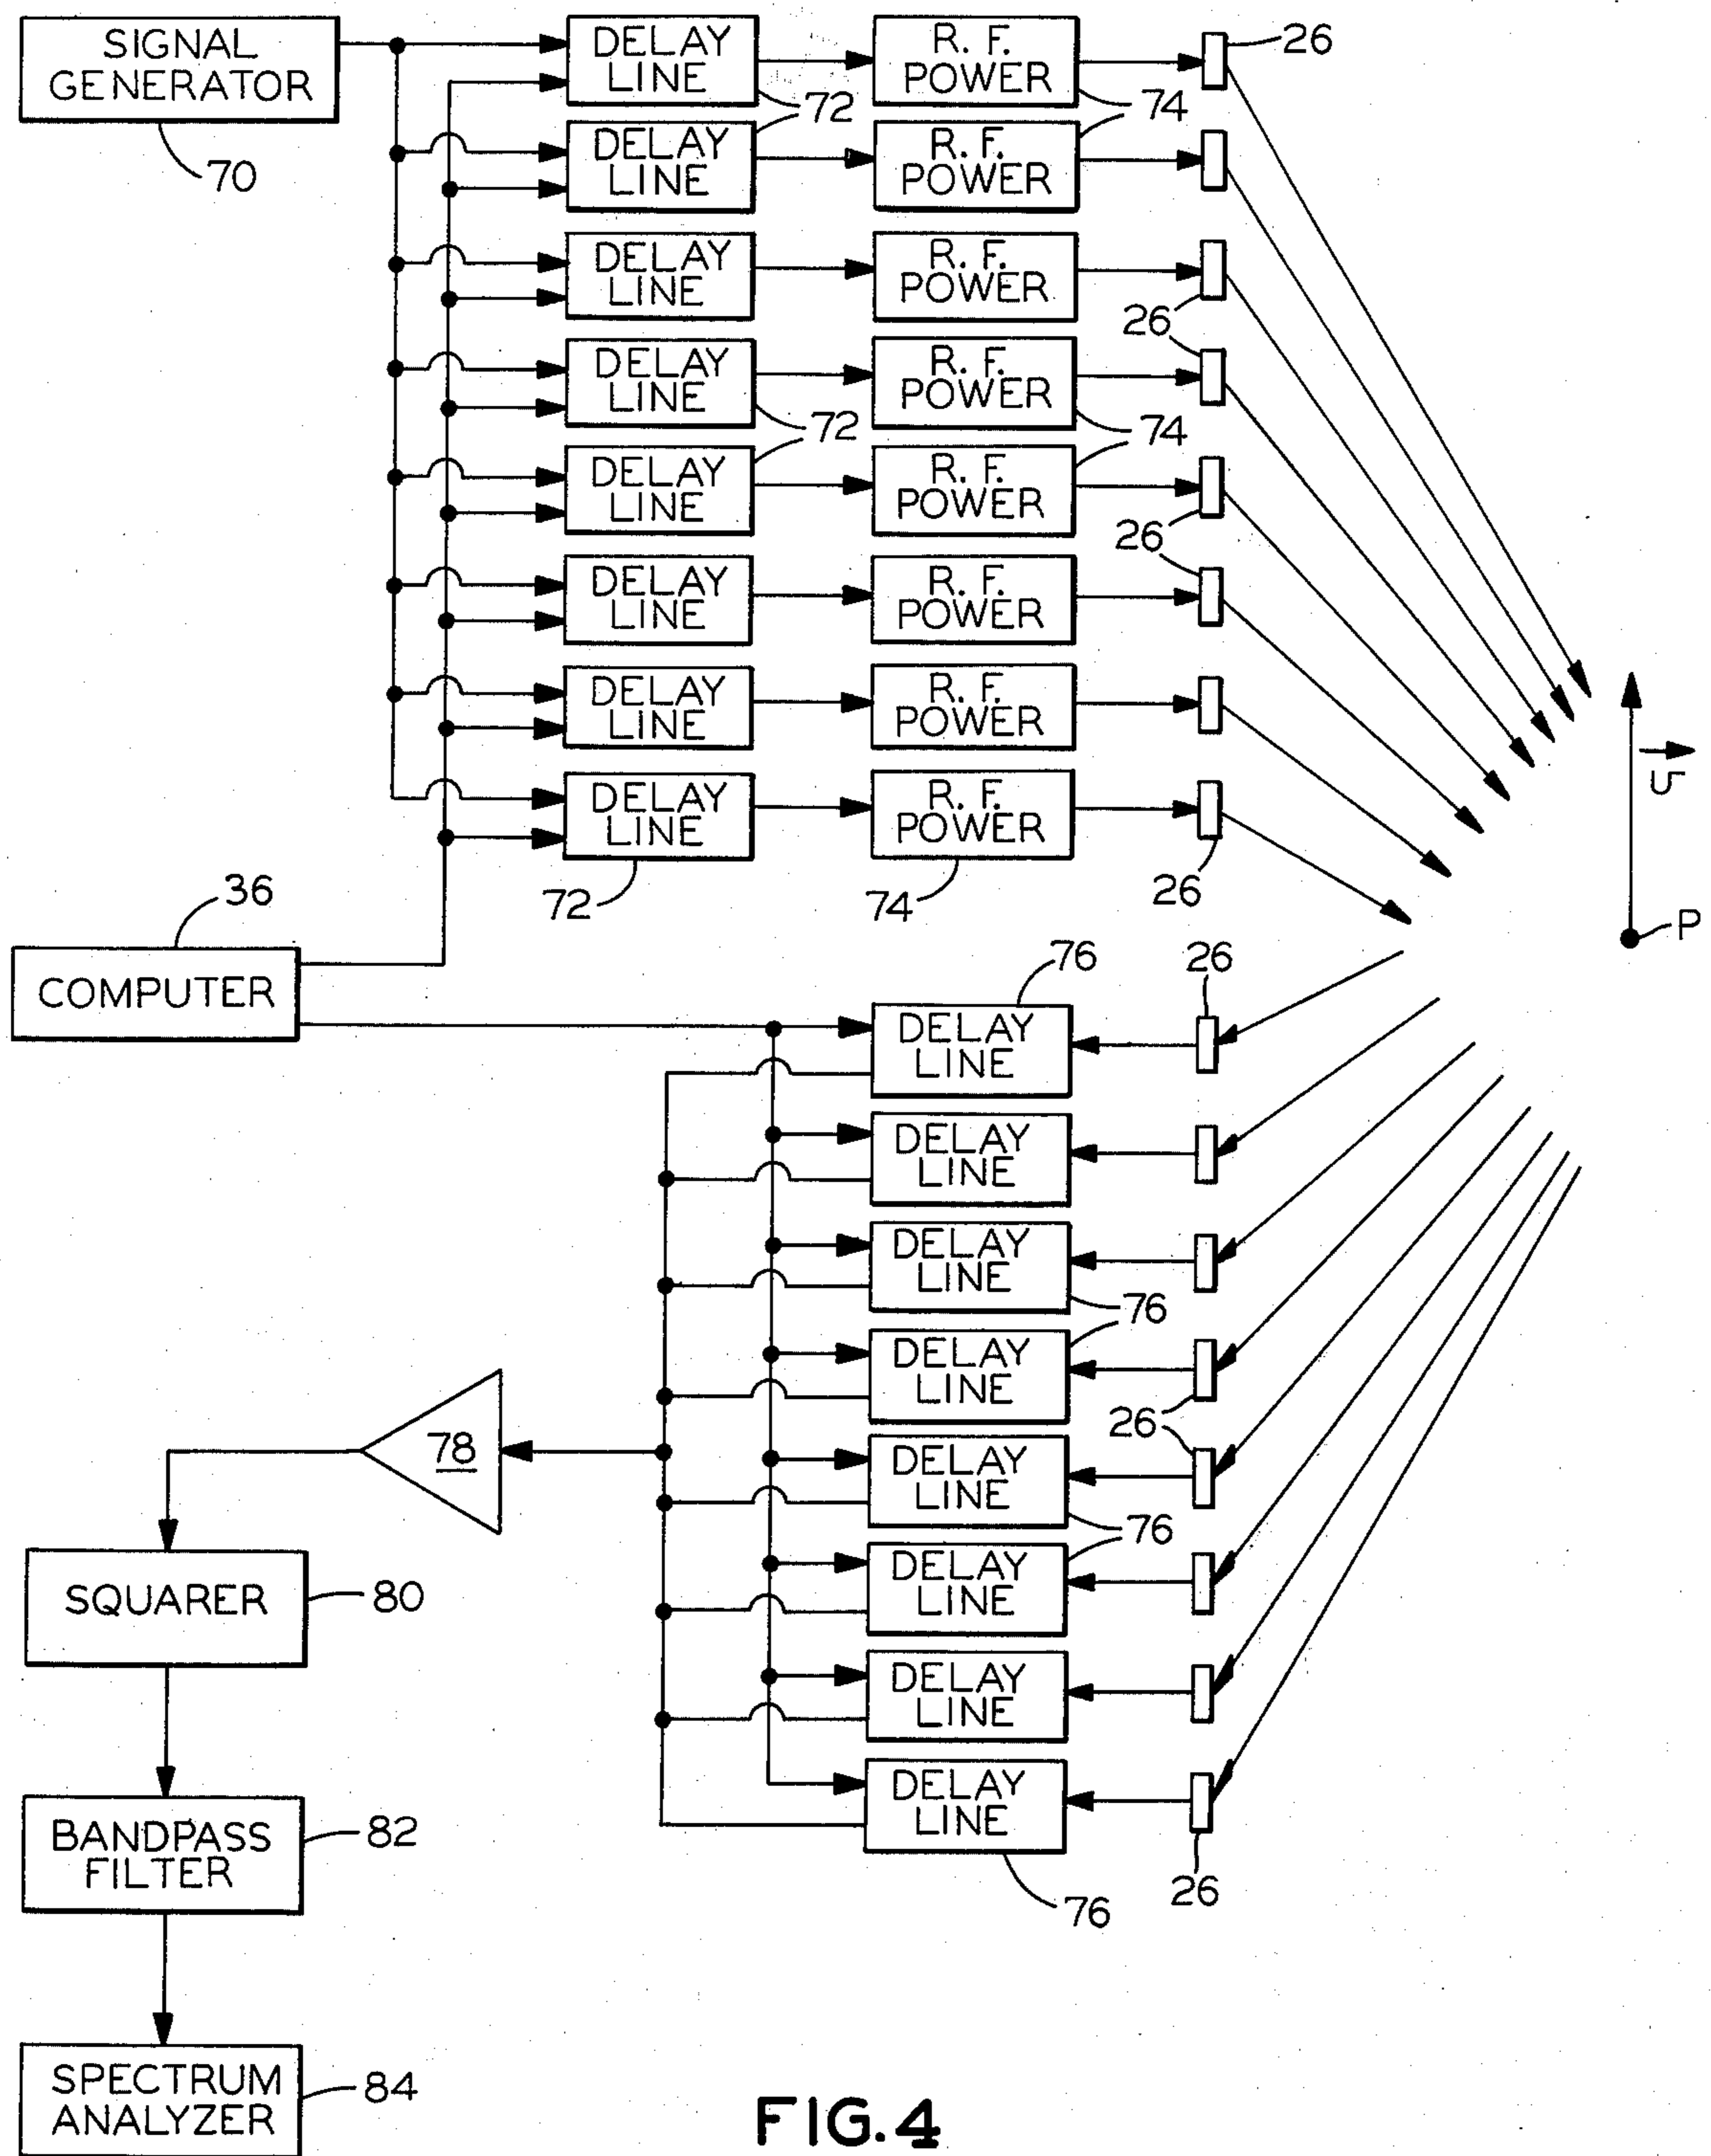 SIGNAL
GENERATOR
70
DELAY
LINE
R. F.
POWER
26
72
74
DELAY
LINE
R. F.
POWER
DELAY
LINE
R. F.
POWER
26
26
DELAY
LINE
R. F.
POWER
72
74
DELAY
LINE
R. F.
POWER
26
26
DELAY
LINE
R. F.
POWER
DELAY
LINE
R. F.
POWER
DELAY
LINE
R. F.
POWER
72
74
26
P
36
COMPUTER
76
26
DELAY
LINE
DELAY
LINE
DELAY
LINE
76
DELAY
LINE
26
26
78
DELAY
LINE
76
DELAY
LINE
SQUARER
80
DELAY
LINE
DELAY
LINE
76
26
BANDPASS
FILTER
82
SPECTRUM
ANALYZER
84
FIG.4